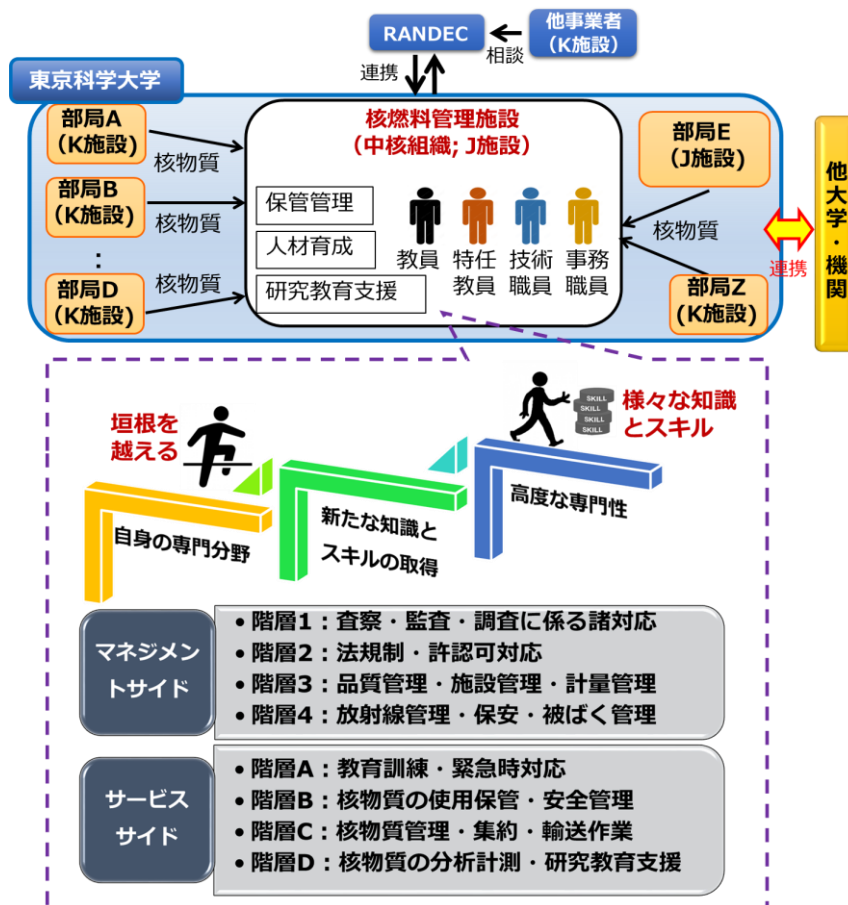 RANDEC
他事業者
（K施設）
相談
連携
東京科学大学
部局A
（K施設）
核物質
部局B
（K施設）
核物質
：
部局D
（K施設）
核物質
核燃料管理施設
（中核組織; J施設）
保管管理
人材育成
研究教育支援
教員
特任
教員
技術
職員
事務
職員
部局E
（J施設）
核物質
部局Z
（K施設）
連携
他大学・機関
垣根を
越える
SKILL
SKILL
SKILL
SKILL
様々な知識
とスキル
自身の専門分野
新たな知識と
スキルの取得
高度な専門性
マネジメン
トサイド
• 階層1：査察・監査・調査に係る諸対応
• 階層2：法規制・許認可対応
• 階層3：品質管理・施設管理・計量管理
• 階層4：放射線管理・保安・被ばく管理
サービス
サイド
• 階層A：教育訓練・緊急時対応
• 階層B：核物質の使用保管・安全管理
• 階層C：核物質管理・集約・輸送作業
• 階層D：核物質の分析計測・研究教育支援